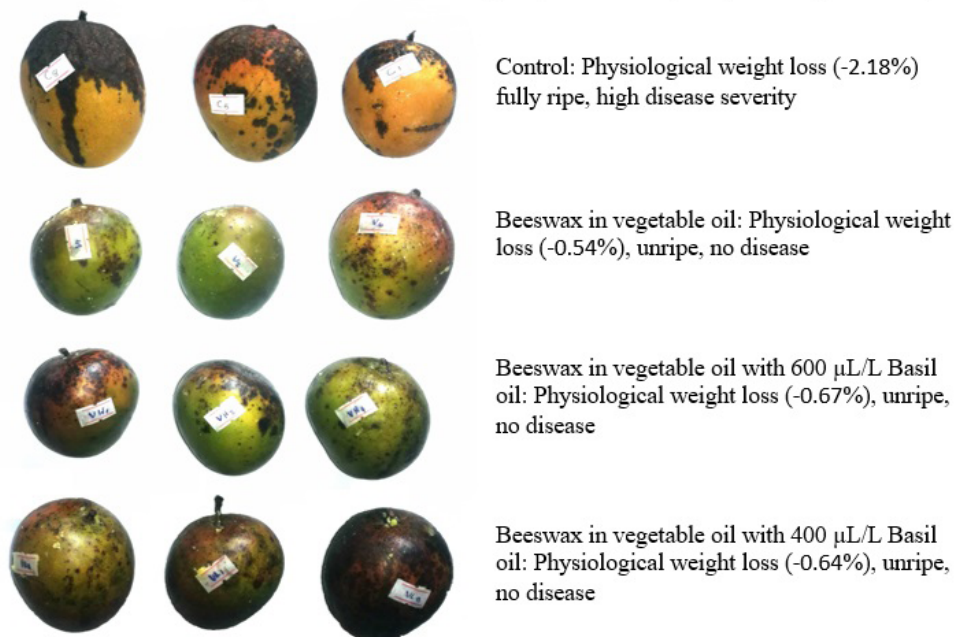 Control: Physiological weight loss (-2.18%)
fully ripe, high disease severity
Beeswax in vegetable oil: Physiological weight
loss (-0.54%), unripe, no disease
Beeswax in vegetable oil with 600 µL/L Basil
oil: Physiological weight loss (-0.67%), unripe,
no disease
Beeswax in vegetable oil with 400 µL/L Basil
oil: Physiological weight loss (-0.64%), unripe,
no disease